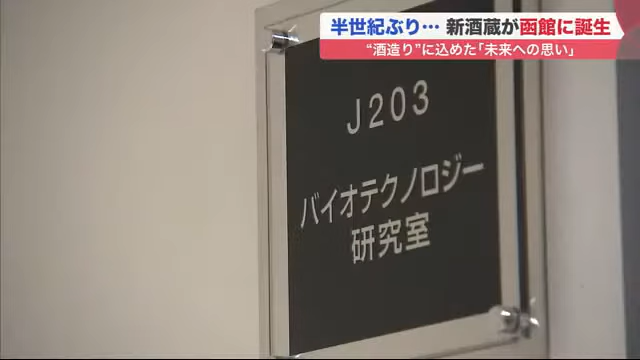 半世紀ぶり… 新酒蔵が函館に誕生
“酒造り”に込めた「未来への思い」
J203
バイオテクノロジー
研究室